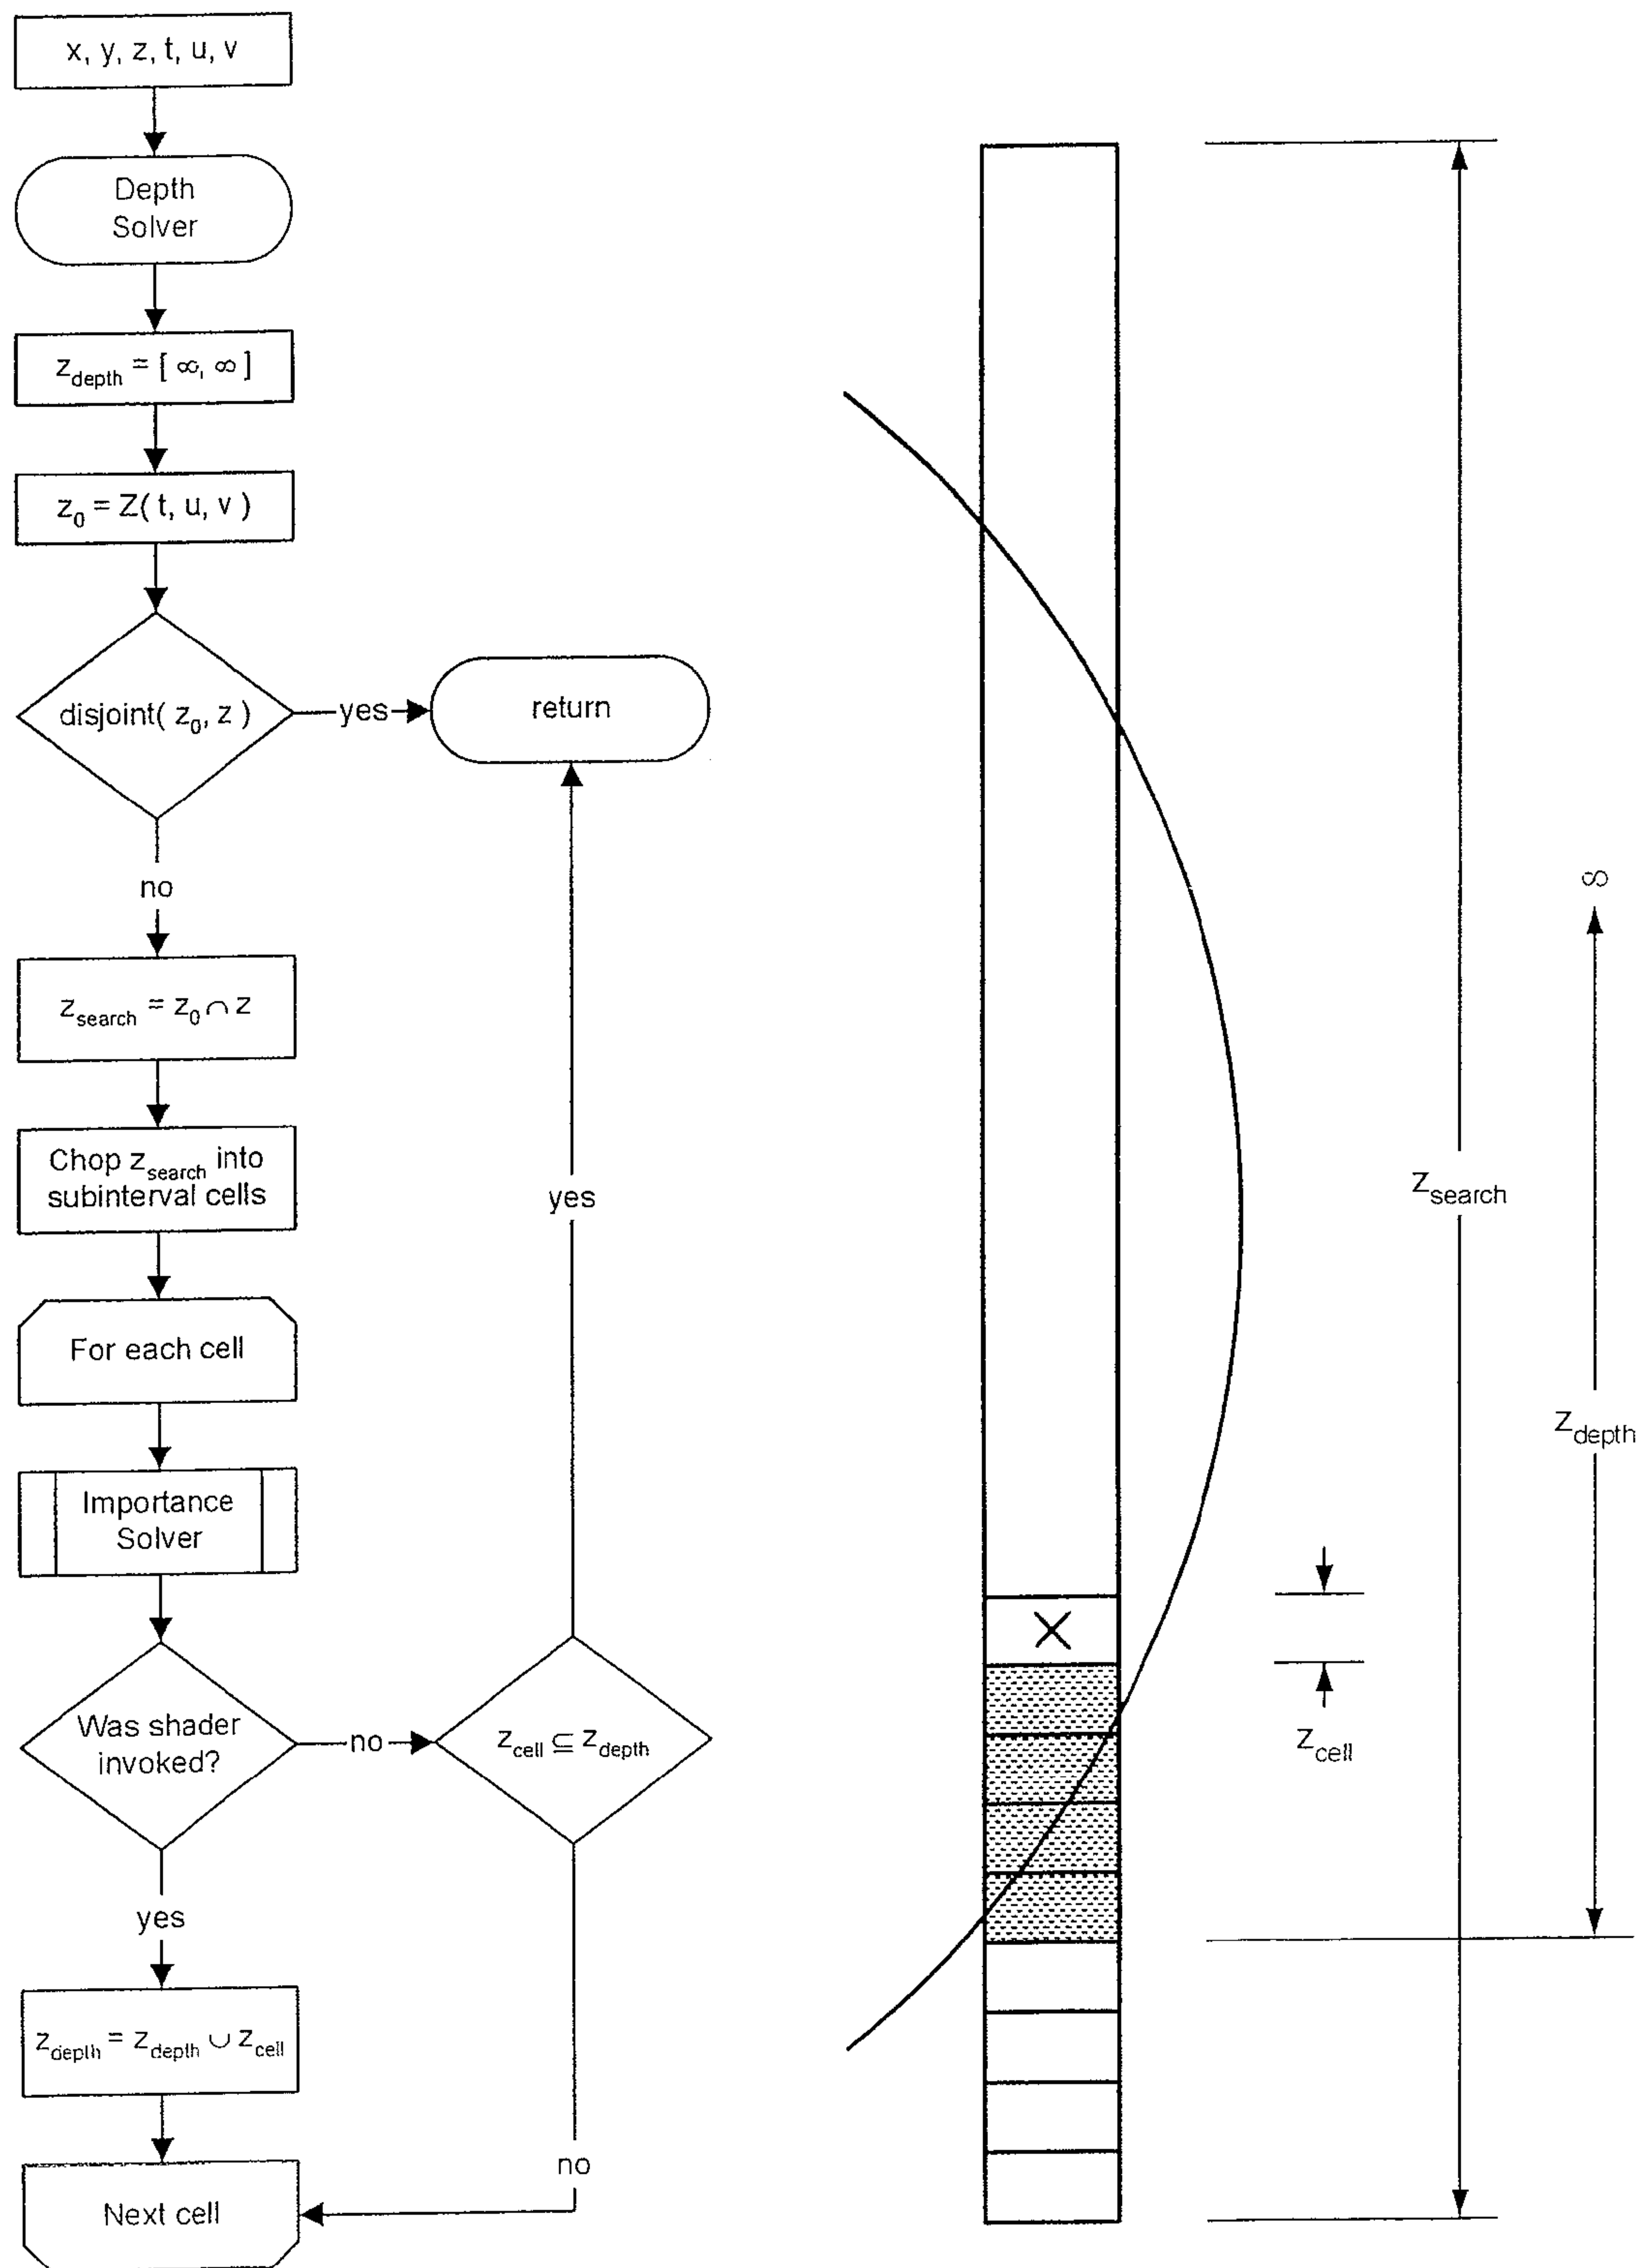 x, y, z, t, u, v
Depth
Solver
z_depth = [ ∞, ∞ ]
z_0 = Z( t, u, v )
disjoint( z_0, z )
yes
return
no
z_search = z_0 ∩ z
Chop z_search into
subinterval cells
yes
For each cell
Importance
Solver
Was shader
invoked?
no
z_cell ⊆ z_depth
yes
z_depth = z_depth ∪ z_cell
no
Next cell
∞
z_search
z_depth
z_cell